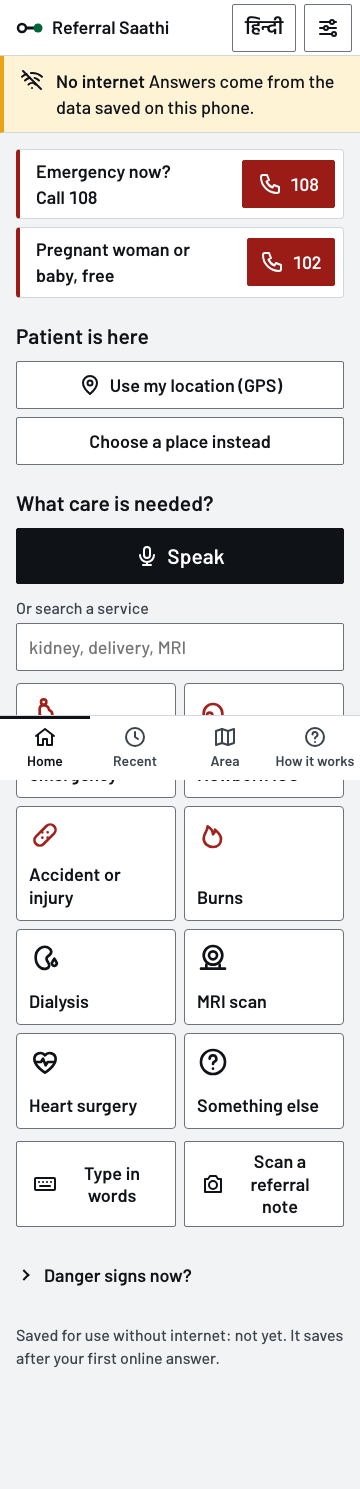 Referral Saathi
हिन्दी
No internet Answers come from the
data saved on this phone.
Emergency now?
Call 108
108
Pregnant woman or
baby, free
102
Patient is here
Use my location (GPS)
Choose a place instead
What care is needed?
Speak
Or search a service
kidney, delivery, MRI
Home
Recent
Area
How it works
Accident or
injury
Burns
Dialysis
MRI scan
Heart surgery
Something else
Type in
words
Scan a
referral
note
Danger signs now?
Saved for use without internet: not yet. It saves
after your first online answer.